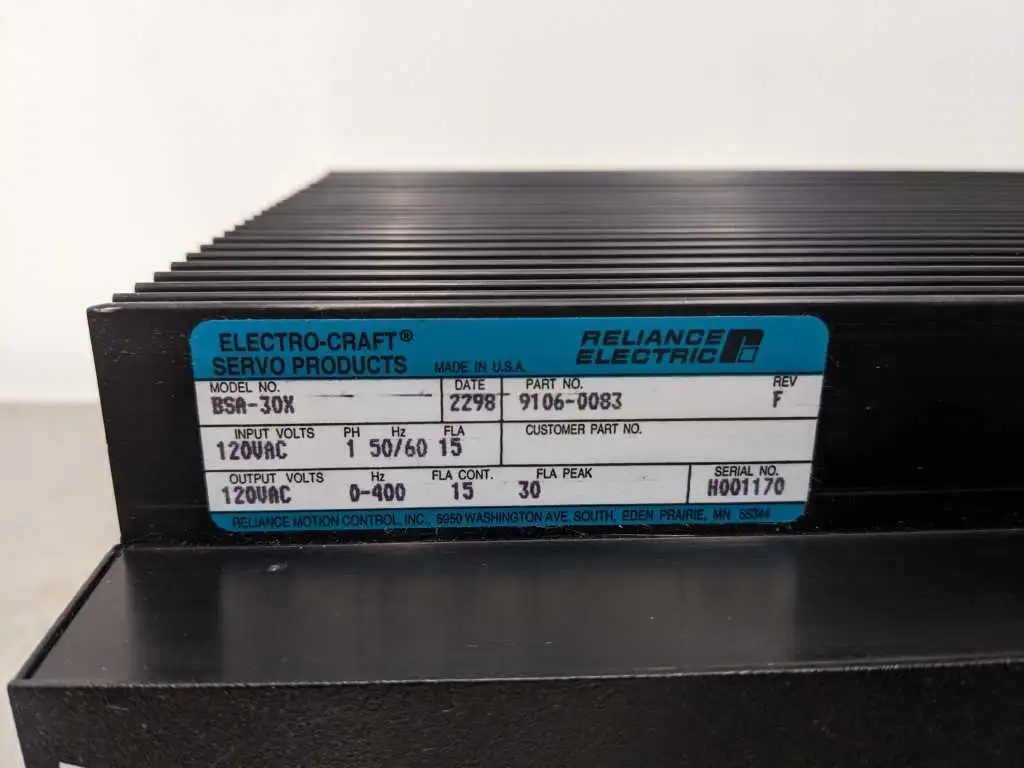 ELECTRO-CRAFT®
SERVO PRODUCTS
MADE IN U.S.A.
RELIANCE
ELECTRIC
MODEL NO. DATE PART NO. REV
BSA-30X 2298 9106-0083 F
INPUT VOLTS PH Hz FLA CUSTOMER PART NO.
120VAC 1 50/60 15
OUTPUT VOLTS Hz FLA CONT. FLA PEAK SERIAL NO.
120VAC 0-400 15 30 H001170
RELIANCE MOTION CONTROL, INC., 6950 WASHINGTON AVE. SOUTH, EDEN PRAIRIE, MN 55344